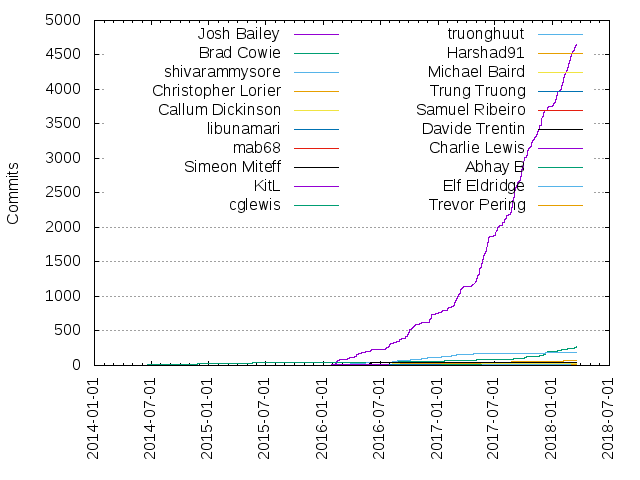 Commits
5000
4500
4000
3500
3000
2500
2000
1500
1000
500
0
Josh Bailey
Brad Cowie
shivarammysore
Christopher Lorier
Callum Dickinson
libunamari
mab68
Simeon Miteff
KitL
cglewis
truonghuut
Harshad91
Michael Baird
Trung Truong
Samuel Ribeiro
Davide Trentin
Charlie Lewis
Abhay B
Elf Eldridge
Trevor Pering
2014-01-01
2014-07-01
2015-01-01
2015-07-01
2016-01-01
2016-07-01
2017-01-01
2017-07-01
2018-01-01
2018-07-01